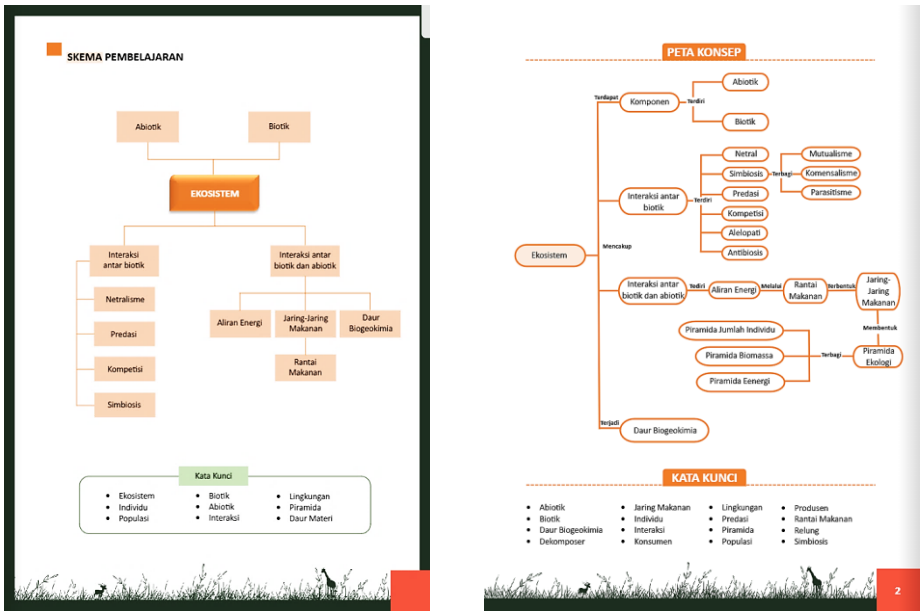 SKEMA PEMBELAJARAN
Abiotik
Biotik
EKOSISTEM
Interaksi
antar biotik
Interaksi antar
biotik dan abiotik
Netralisme
Predasi
Kompetisi
Simbiosis
Aliran Energi
Jaring-Jaring
Makanan
Daur
Biogeokimia
Rantai
Makanan
Kata Kunci
• Ekosistem
• Individu
• Populasi
• Biotik
• Abiotik
• Interaksi
• Lingkungan
• Piramida
• Daur Materi
PETA KONSEP
Ekosistem
Mencakup
Terdapat
Komponen
Terdiri
Abiotik
Biotik
Interaksi antar
biotik
Terdiri
Netral
Simbiosis
Predasi
Kompetisi
Alelopati
Antibiosis
Terbagi
Mutualisme
Komensalisme
Parasitisme
Interaksi antar
biotik dan abiotik
Tediri
Aliran Energi
Melalui
Rantai
Makanan
Terbentuk
Jaring-
Jaring
Makanan
Membentuk
Piramida
Ekologi
Terbagi
Piramida Jumlah Individu
Piramida Biomassa
Piramida Eenergi
Terjadi
Daur Biogeokimia
KATA KUNCI
• Abiotik
• Biotik
• Daur Biogeokimia
• Dekomposer
• Jaring Makanan
• Individu
• Interaksi
• Konsumen
• Lingkungan
• Predasi
• Piramida
• Populasi
• Produsen
• Rantai Makanan
• Relung
• Simbiosis
2